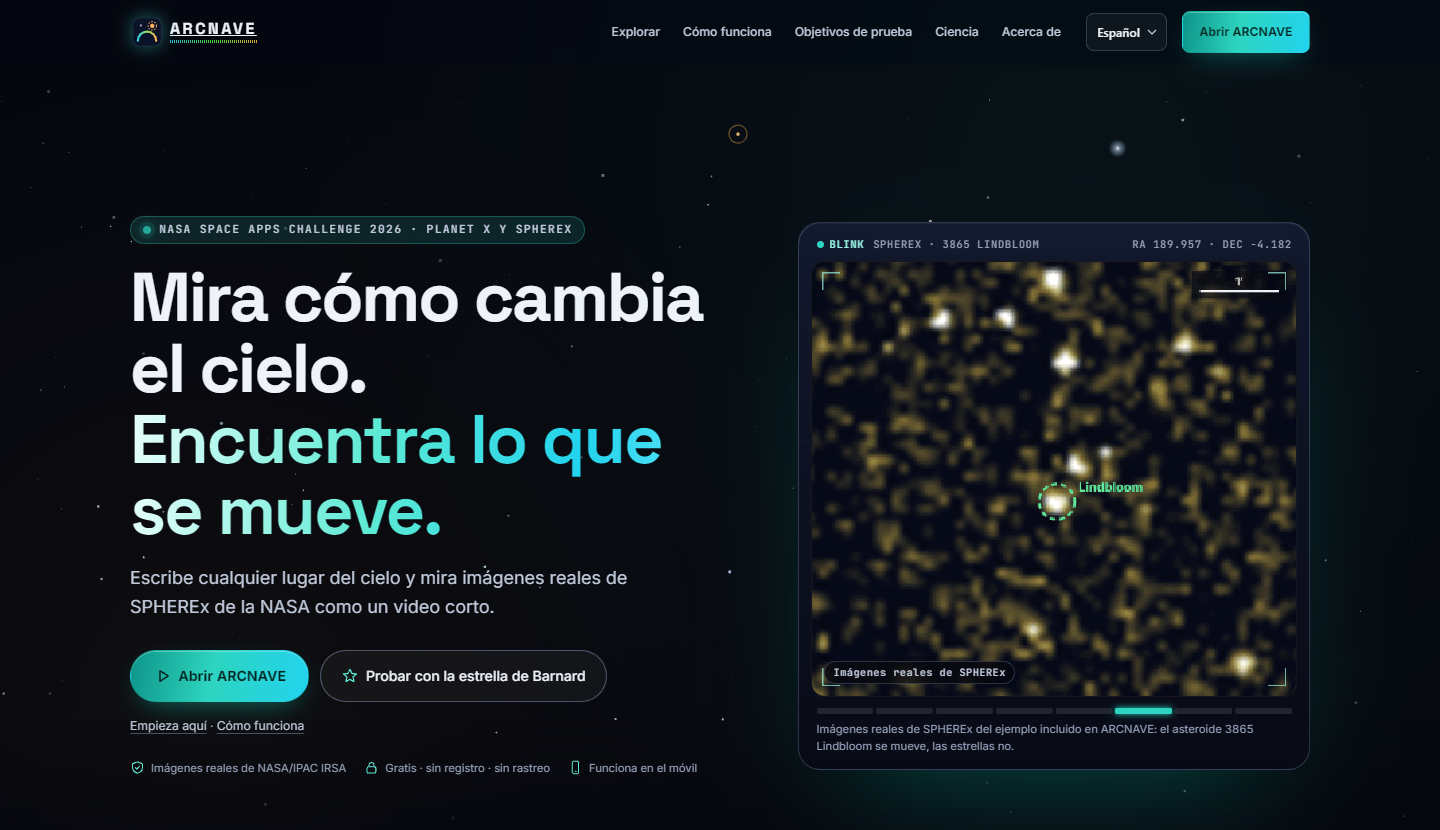 ARCNAVE
Explorar
Cómo funciona
Objetivos de prueba
Ciencia
Acerca de
Español
Abrir ARCNAVE
NASA SPACE APPS CHALLENGE 2026 · PLANET X Y SPHEREX
Mira cómo cambia
el cielo.
Encuentra lo que
se mueve.
Escribe cualquier lugar del cielo y mira imágenes reales de
SPHEREx de la NASA como un video corto.
Abrir ARCNAVE
Probar con la estrella de Barnard
Empieza aquí · Cómo funciona
Imágenes reales de NASA/IPAC IRSA
Gratis · sin registro · sin rastreo
Funciona en el móvil
BLINK SPHEREX · 3865 LINDBLOOM
RA 189.957 · DEC -4.182
1'
Lindbloom
Imágenes reales de SPHEREx
Imágenes reales de SPHEREx del ejemplo incluido en ARCNAVE: el asteroide 3865
Lindbloom se mueve, las estrellas no.